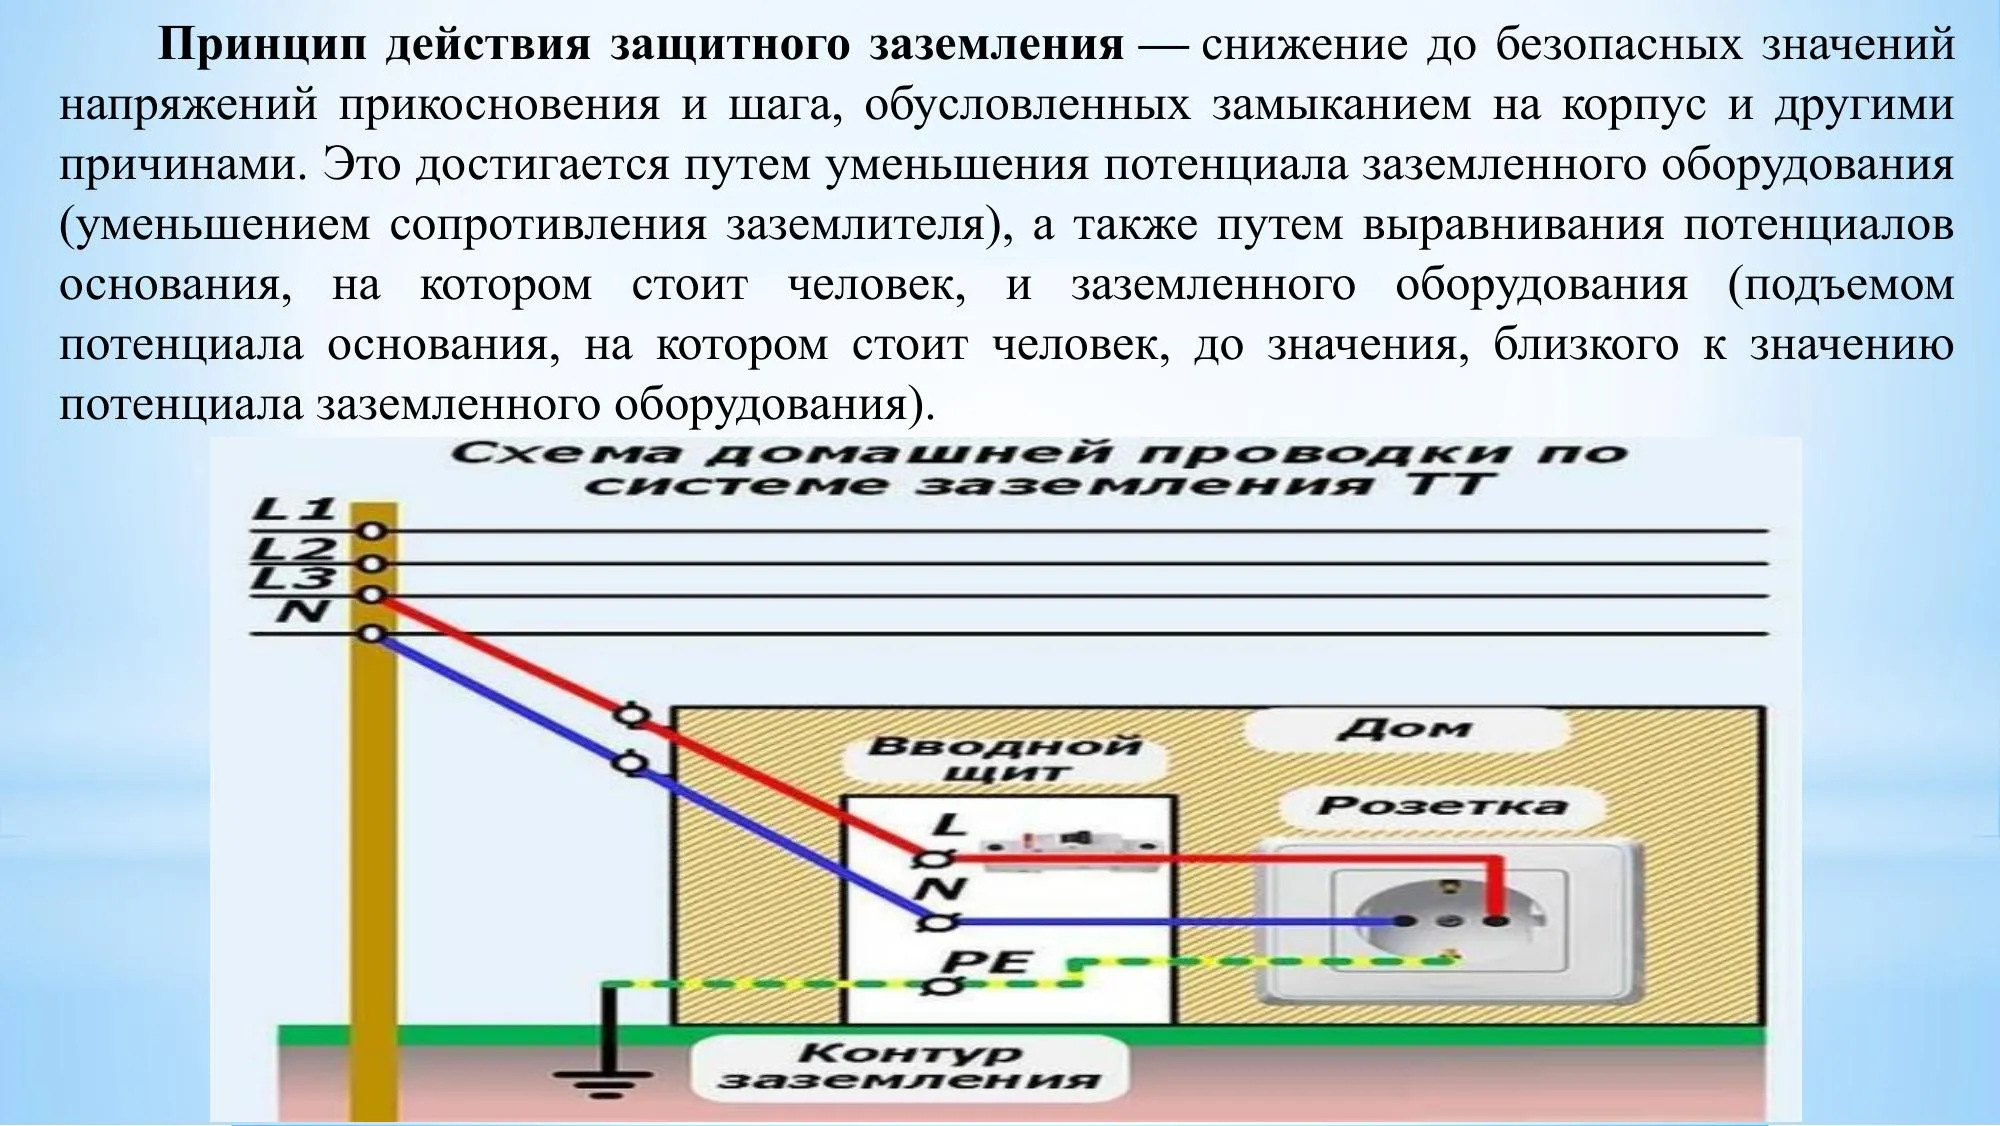 Принцип действия защитного заземления — снижение до безопасных значений
напряжений прикосновения и шага, обусловленных замыканием на корпус и другими
причинами. Это достигается путем уменьшения потенциала заземленного оборудования
(уменьшением сопротивления заземлителя), а также путем выравнивания потенциалов
основания, на котором стоит человек, и заземленного оборудования (подъемом
потенциала основания, на котором стоит человек, до значения, близкого к значению
потенциала заземленного оборудования).
Схема домашней проводки по
системе заземления ТТ
L1
L2
L3
N
Дом
Вводной
щит
Розетка
L
N
PE
Контур
заземления